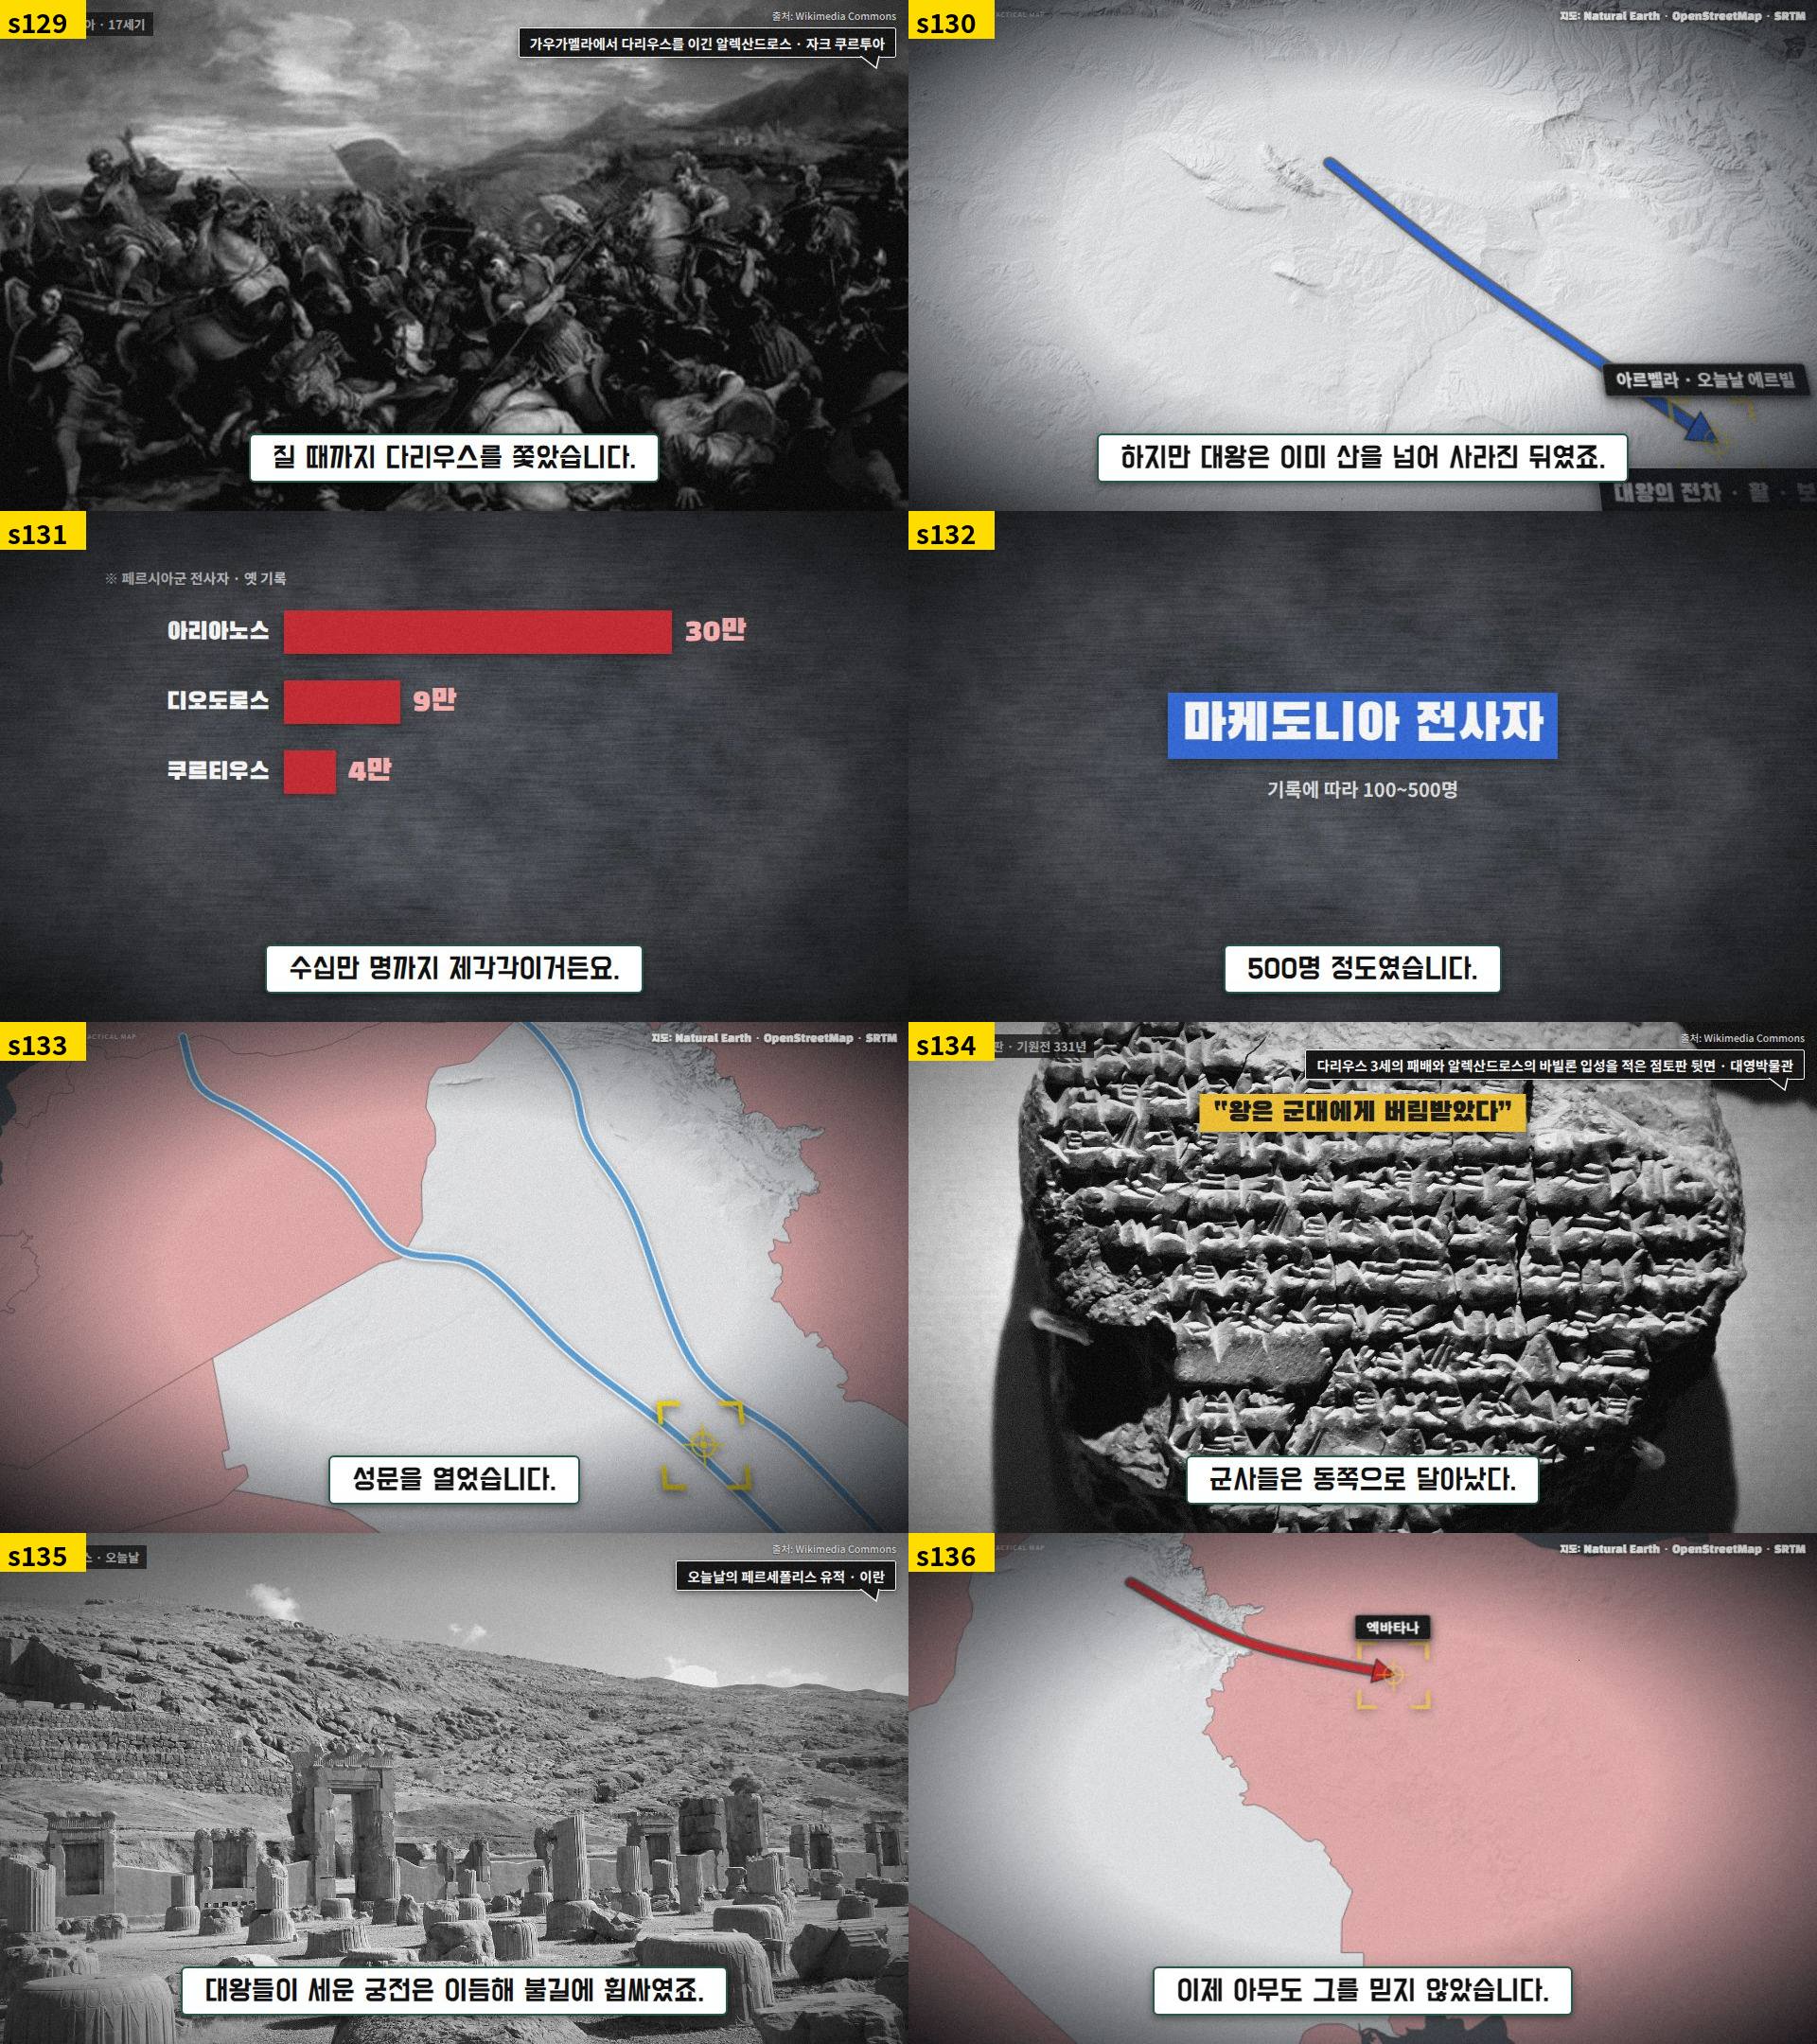 s129
아 · 17세기
출처: Wikimedia Commons
가우가멜라에서 다리우스를 이긴 알렉산드로스 · 자크 쿠르투아
질 때까지 다리우스를 쫓았습니다.
s130
TACTICAL MAP
지도: Natural Earth · OpenStreetMap · SRTM
아르벨라 · 오늘날 에르빌
대왕의 전차 · 활 ·
하지만 대왕은 이미 산을 넘어 사라진 뒤였죠.
s131
※ 페르시아군 전사자 · 옛 기록
아리아노스 30만
디오도로스 9만
쿠르티우스 4만
수십만 명까지 제각각이거든요.
s132
마케도니아 전사자
기록에 따라 100~500명
500명 정도였습니다.
s133
ACTICAL MAP
지도: Natural Earth · OpenStreetMap · SRTM
성문을 열었습니다.
s134
판 · 기원전 331년
출처: Wikimedia Commons
다리우스 3세의 패배와 알렉산드로스의 바빌론 입성을 적은 점토판 뒷면 · 대영박물관
“왕은 군대에게 버림받았다”
군사들은 동쪽으로 달아났다.
s135
스 · 오늘날
출처: Wikimedia Commons
오늘날의 페르세폴리스 유적 · 이란
대왕들이 세운 궁전은 이듬해 불길에 휩싸였죠.
s136
ACTICAL MAP
지도: Natural Earth · OpenStreetMap · SRTM
엑바타나
이제 아무도 그를 믿지 않았습니다.